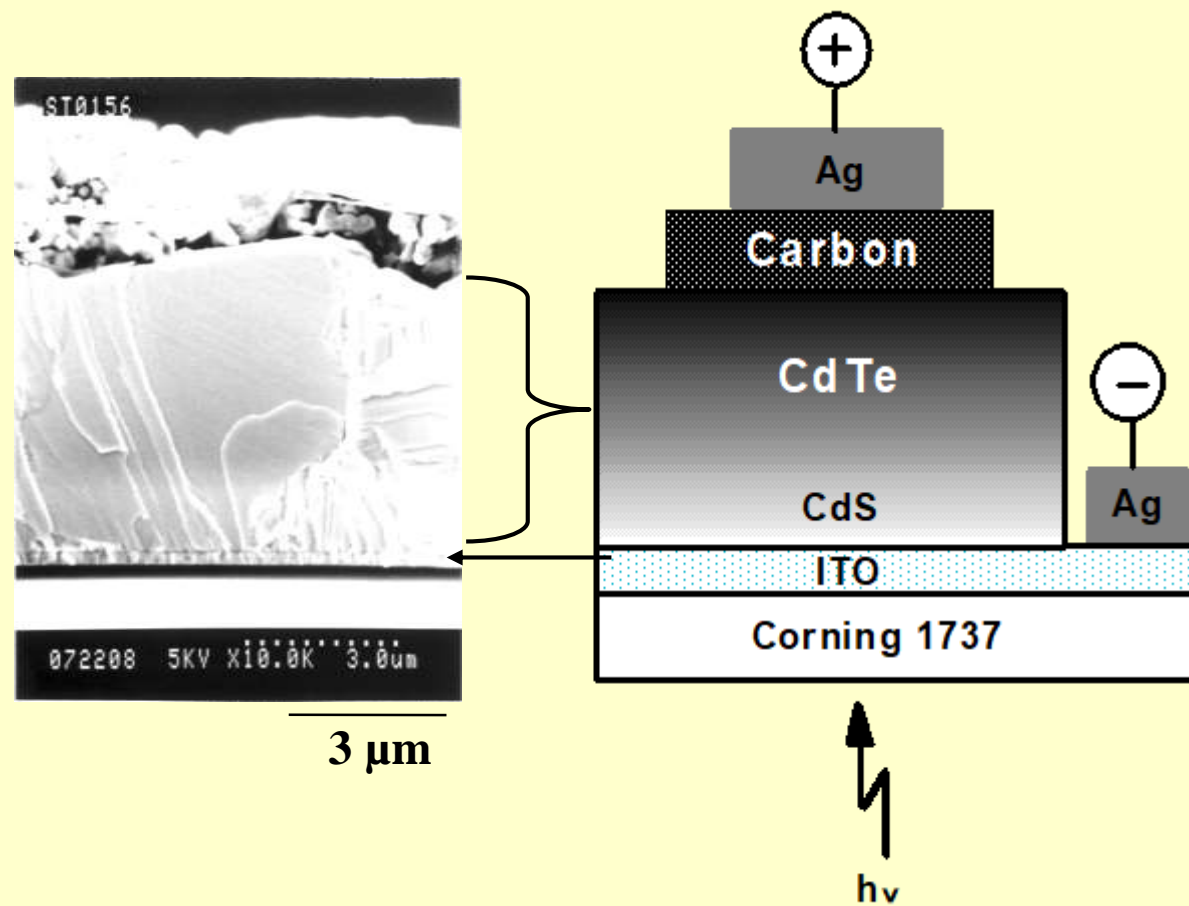 ST0156
072208 5KV X10.0K 3.0um
3 µm
+
Ag
Carbon
CdTe
CdS
−
Ag
ITO
Corning 1737
hν